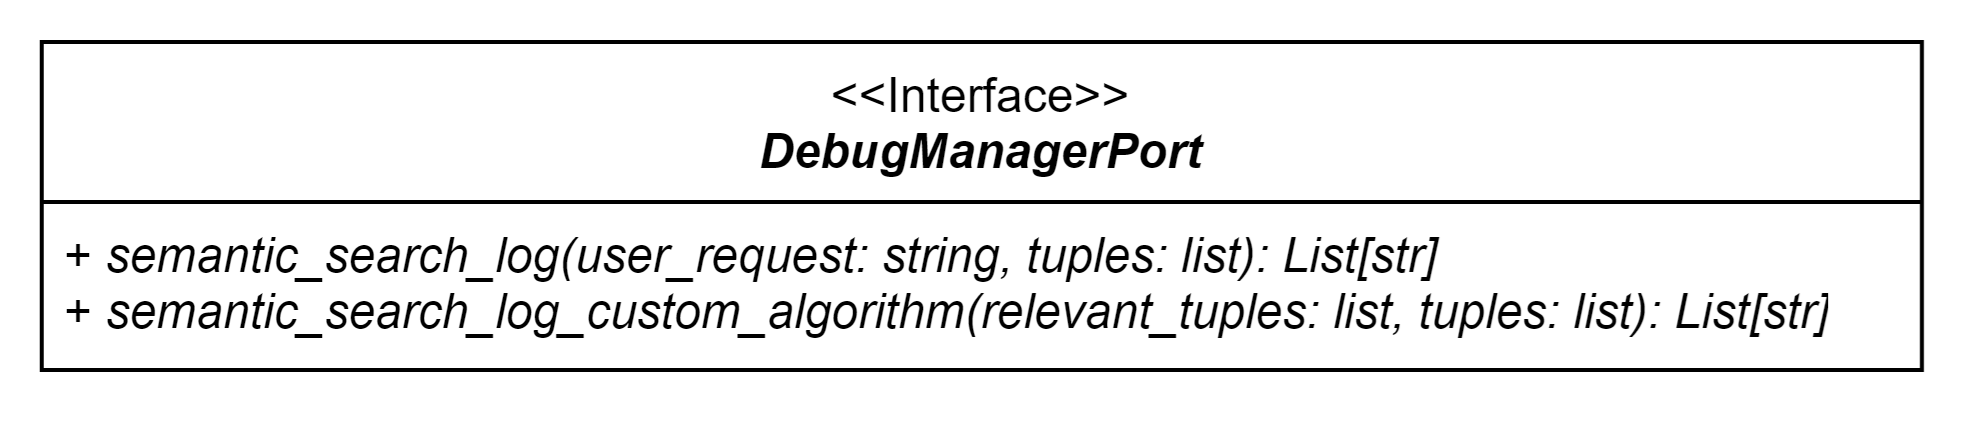 <<Interface>>
DebugManagerPort
+ semantic_search_log(user_request: string, tuples: list): List[str]
+ semantic_search_log_custom_algorithm(relevant_tuples: list, tuples: list): List[str]